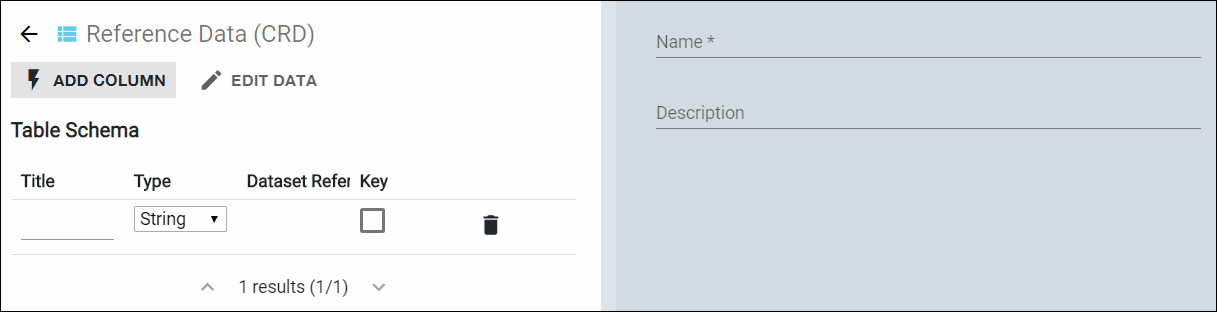 Reference Data (CRD)
ADD COLUMN EDIT DATA
Table Schema
Title Type Dataset Refer Key
String
1 results (1/1)
Name *
Description